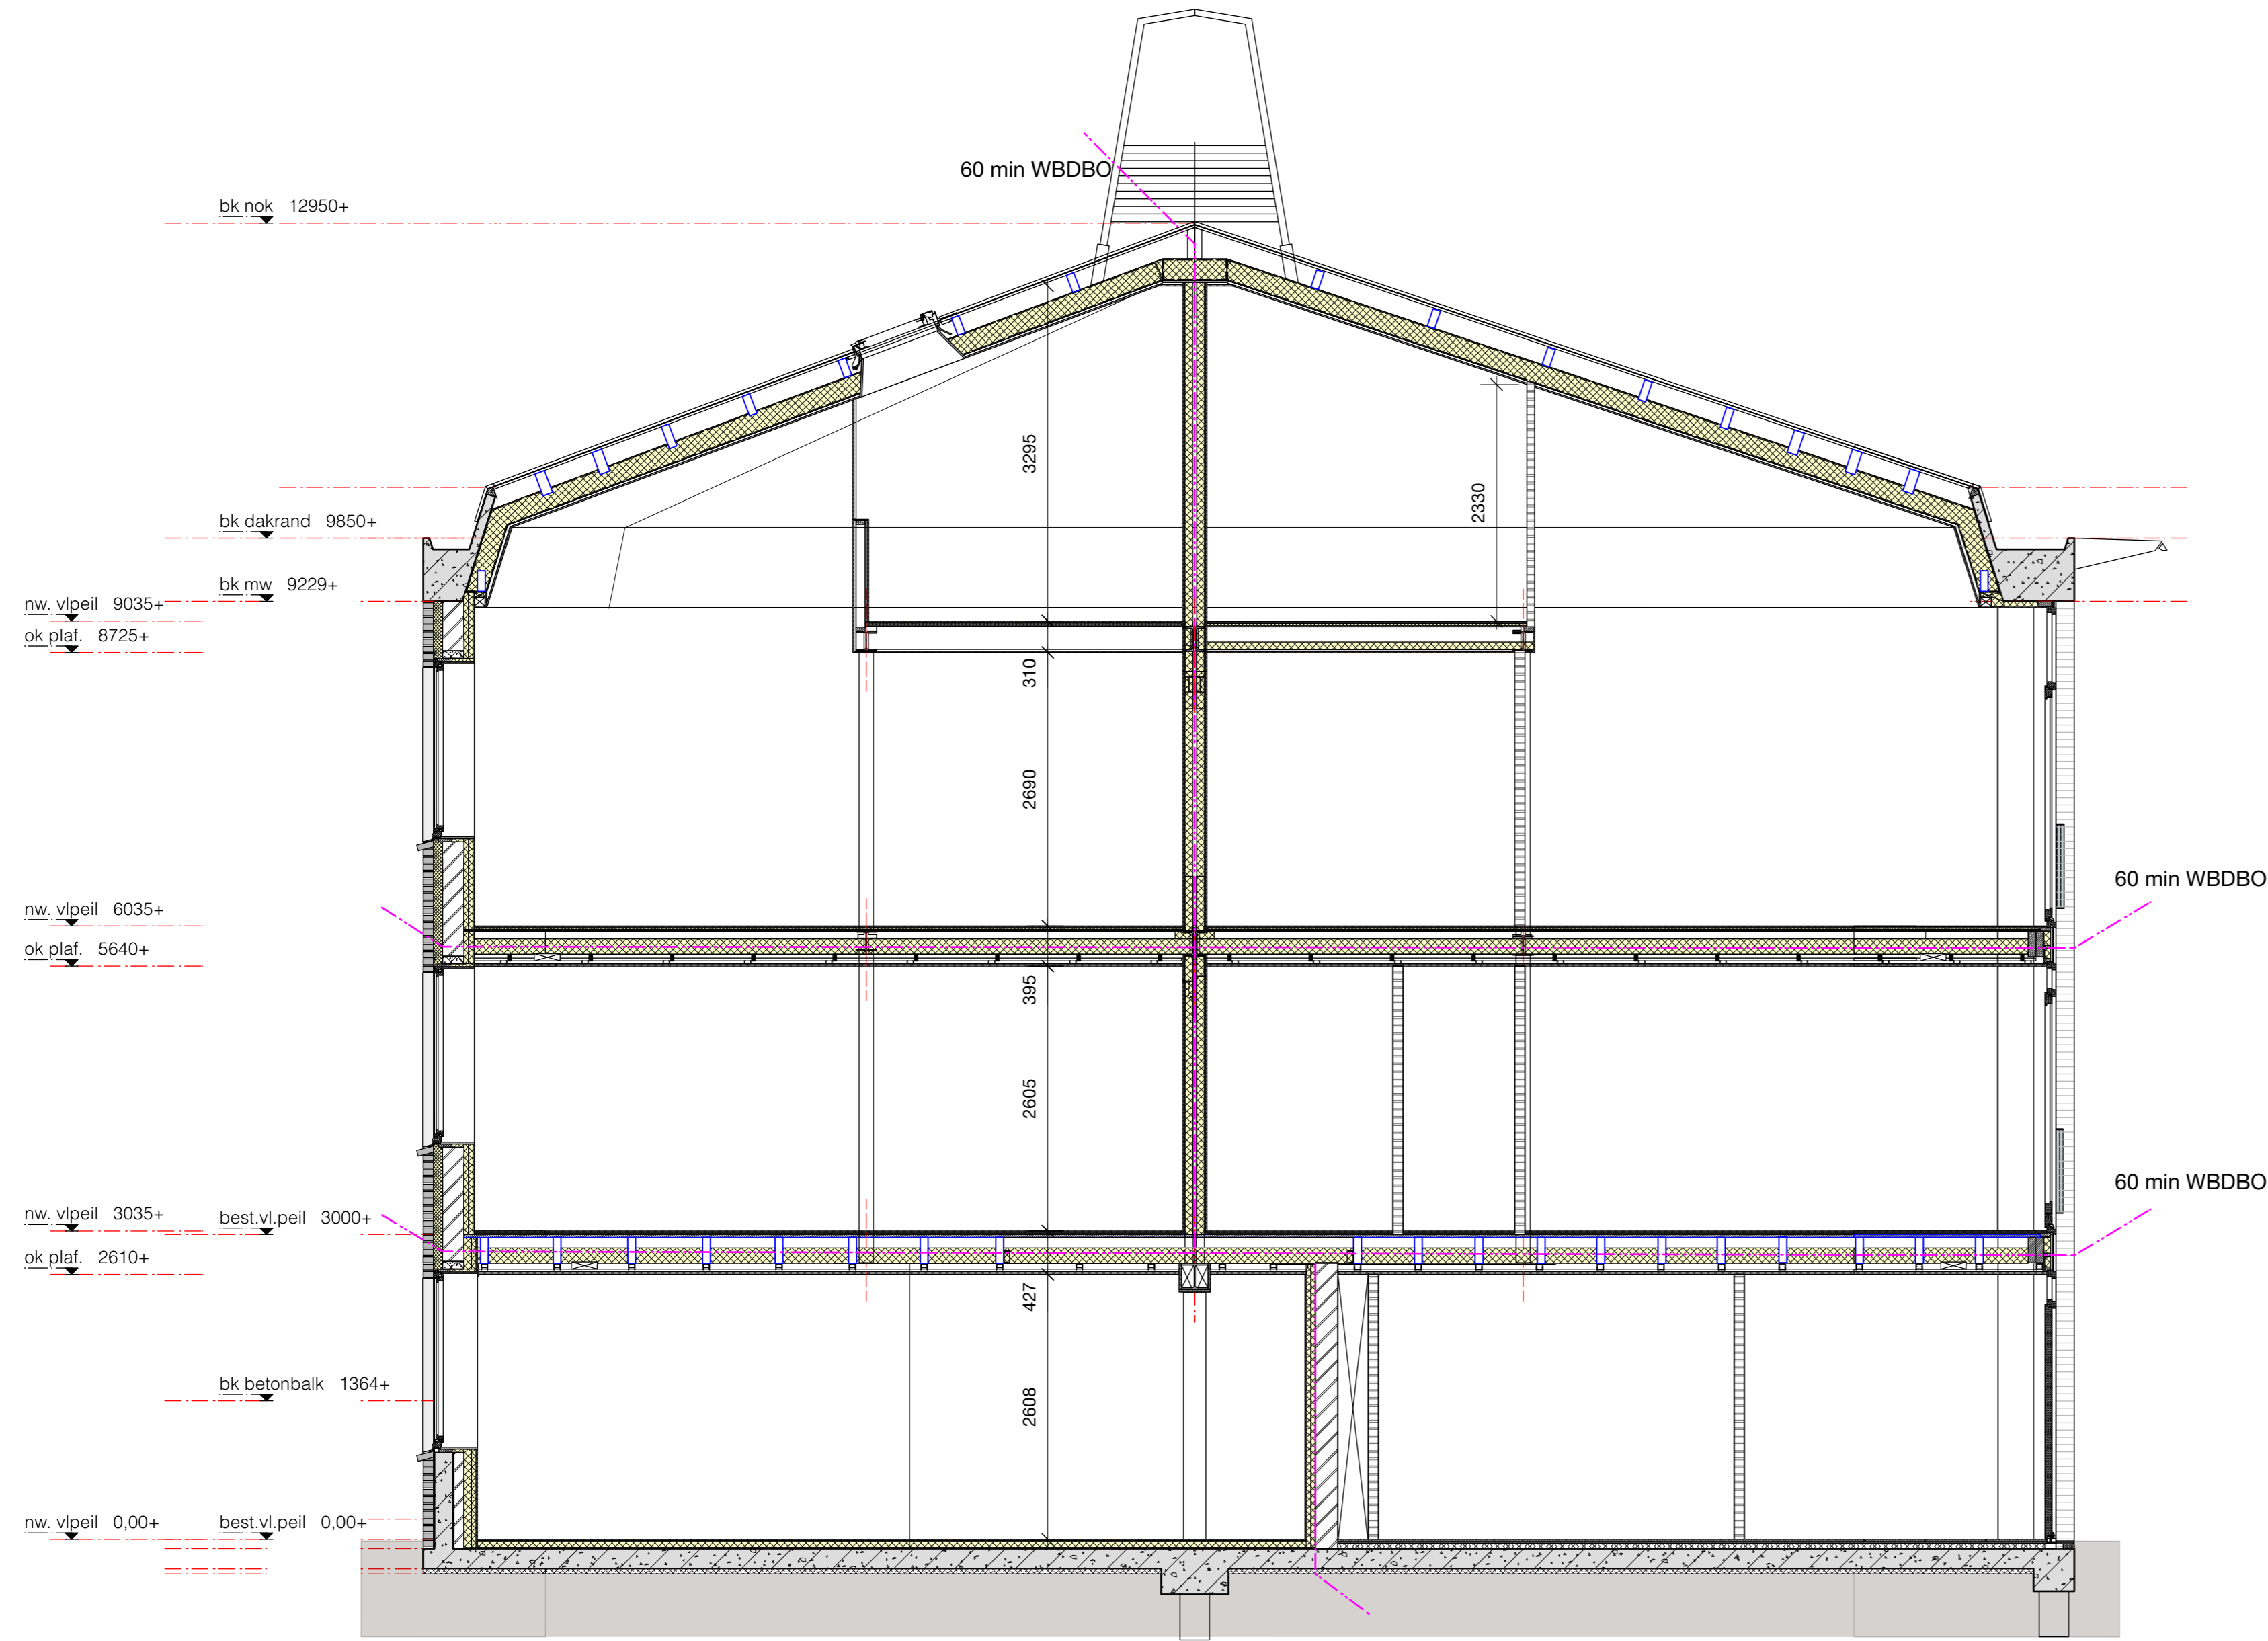 60 min WBDBO
bk nok 12950+
bk dakrand 9850+
bk mw 9229+
nw. vlpeil 9035+
ok plaf. 8725+
3295
2330
310
2690
60 min WBDBO
nw. vlpeil 6035+
ok plaf. 5640+
395
2605
60 min WBDBO
nw. vlpeil 3035+
best.vl.peil 3000+
ok plaf. 2610+
427
bk betonbalk 1364+
2608
nw. vlpeil 0,00+
best.vl.peil 0,00+